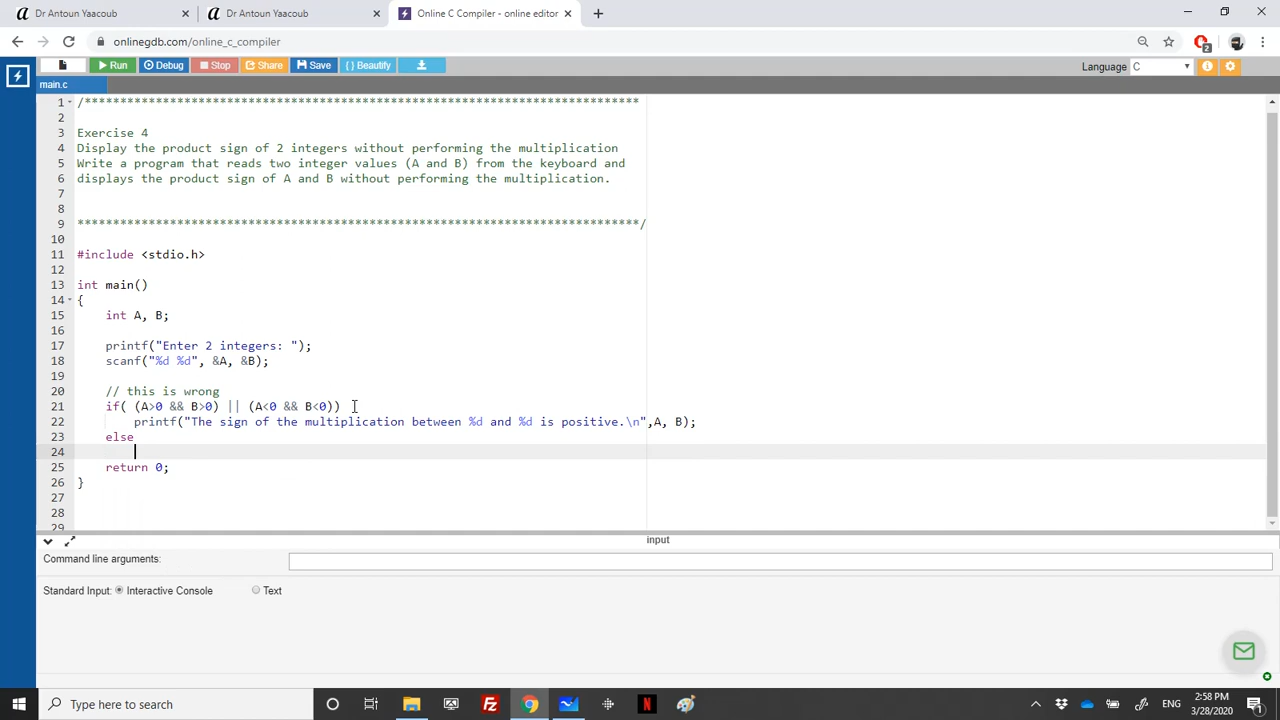 Dr Antoun Yaacoub
Dr Antoun Yaacoub
Online C Compiler - online editor
onlinegdb.com/online_c_compiler
2
Run
Debug
Stop
Share
Save
{ } Beautify
Language C
main.c
1 /******************************************************************************
2
3 Exercise 4
4 Display the product sign of 2 integers without performing the multiplication
5 Write a program that reads two integer values (A and B) from the keyboard and
6 displays the product sign of A and B without performing the multiplication.
7
8
9 *******************************************************************************/
10
11 #include <stdio.h>
12
13 int main()
14 {
15 int A, B;
16
17 printf("Enter 2 integers: ");
18 scanf("%d %d", &A, &B);
19
20 // this is wrong
21 if( (A>0 && B>0) || (A<0 && B<0))
22 printf("The sign of the multiplication between %d and %d is positive.\n",A, B);
23 else
24
25 return 0;
26 }
27
28
29
input
Command line arguments:
Standard Input: Interactive Console Text
Type here to search
ENG
2:58 PM
3/28/2020
1